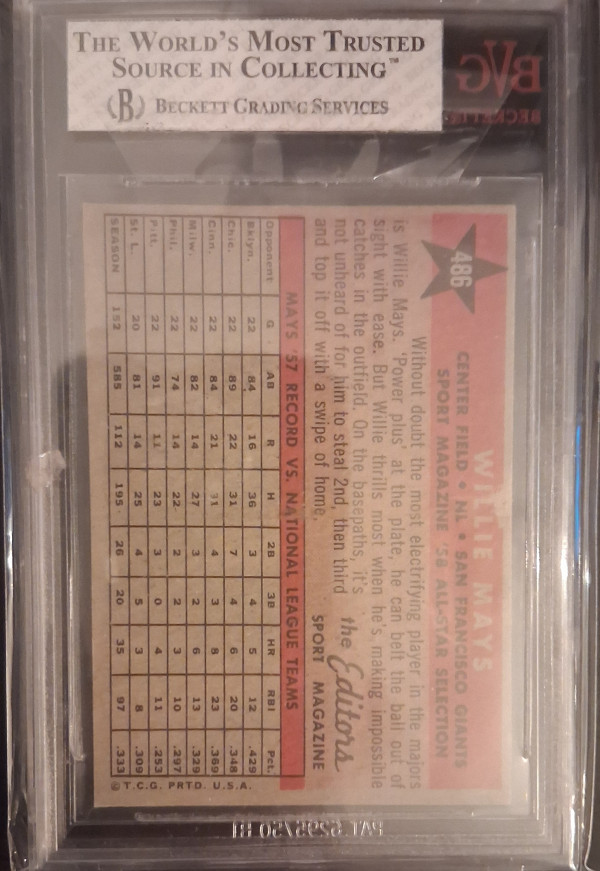 THE WORLD'S MOST TRUSTED
SOURCE IN COLLECTING™
(B) BECKETT GRADING SERVICES
BVG
BECKETT
486
WILLIE MAYS
CENTER FIELD • NL • SAN FRANCISCO GIANTS
SPORT MAGAZINE '58 ALL-STAR SELECTION
Without doubt the most electrifying player in the majors
is Willie Mays. 'Power plus' at the plate, he can belt the ball out of
sight with ease. But Willie thrills most when he's making impossible
catches in the outfield. On the basepaths, it's
not unheard of for him to steal 2nd, then third
and top it off with a swipe of home.
the Editors
SPORT MAGAZINE
MAYS '57 RECORD VS. NATIONAL LEAGUE TEAMS
Opponent G AB R H 2B 3B HR RBI Pct.
Bklyn. 22 84 16 36 3 4 5 12 .429
Chic. 22 89 22 31 7 4 6 20 .348
Cinn. 22 84 21 31 4 3 8 23 .369
Milw. 22 82 14 27 3 2 6 13 .329
Phil. 22 74 14 22 2 2 3 10 .297
Pitt. 22 91 11 23 3 0 4 11 .253
St. L. 20 81 14 25 4 5 3 8 .309
SEASON 152 585 112 195 26 20 35 97 .333
© T.C.G. PRTD. U.S.A.